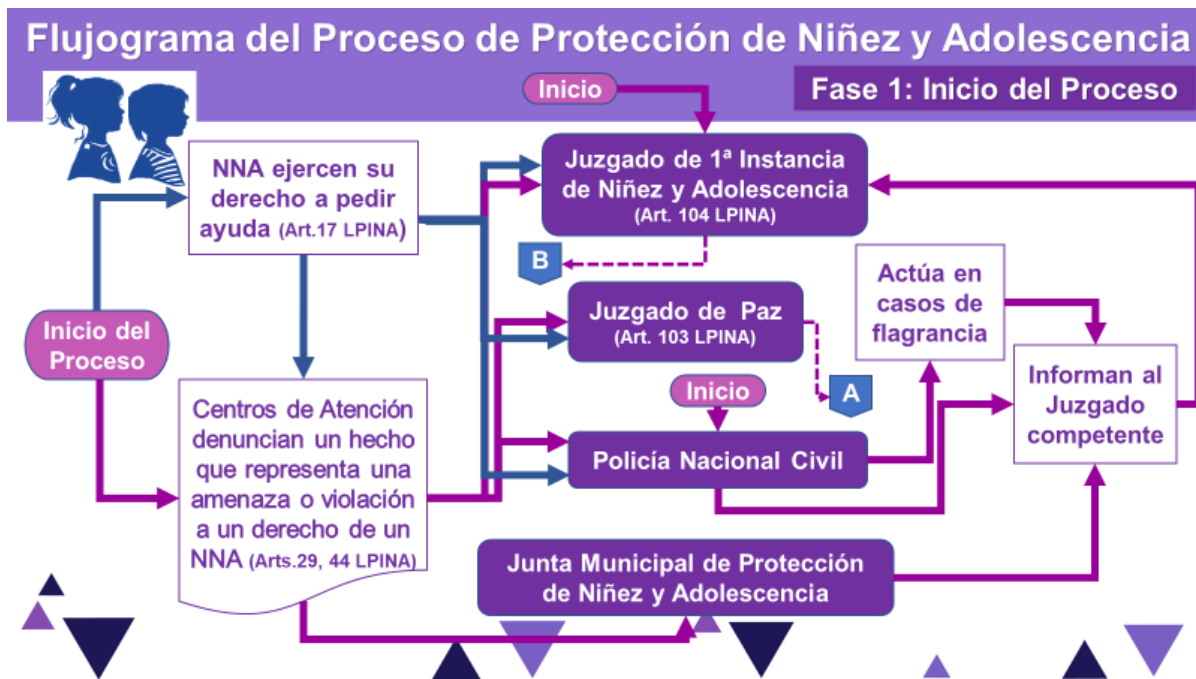 Flujograma del Proceso de Protección de Niñez y Adolescencia
Fase 1: Inicio del Proceso
Inicio
NNA ejercen su
derecho a pedir
ayuda (Art.17 LPINA)
Juzgado de 1ª Instancia
de Niñez y Adolescencia
(Art. 104 LPINA)
B
Actúa en
casos de
flagrancia
Inicio del
Proceso
Juzgado de Paz
(Art. 103 LPINA)
A
Inicio
Informan al
Juzgado
competente
Centros de Atención
denuncian un hecho
que representa una
amenaza o violación
a un derecho de un
NNA (Arts.29, 44 LPINA)
Policía Nacional Civil
Junta Municipal de Protección
de Niñez y Adolescencia